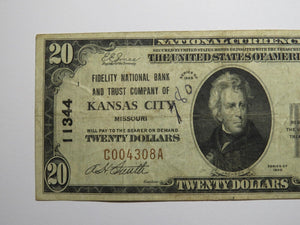 20
NATIONAL CURRENCY
THE UNITED STATES OF AMERICA
FIDELITY NATIONAL BANK
AND TRUST COMPANY OF
KANSAS CITY
MISSOURI
WILL PAY TO THE BEARER ON DEMAND
TWENTY DOLLARS
C004308A
11344
20
TWENTY DOLLARS